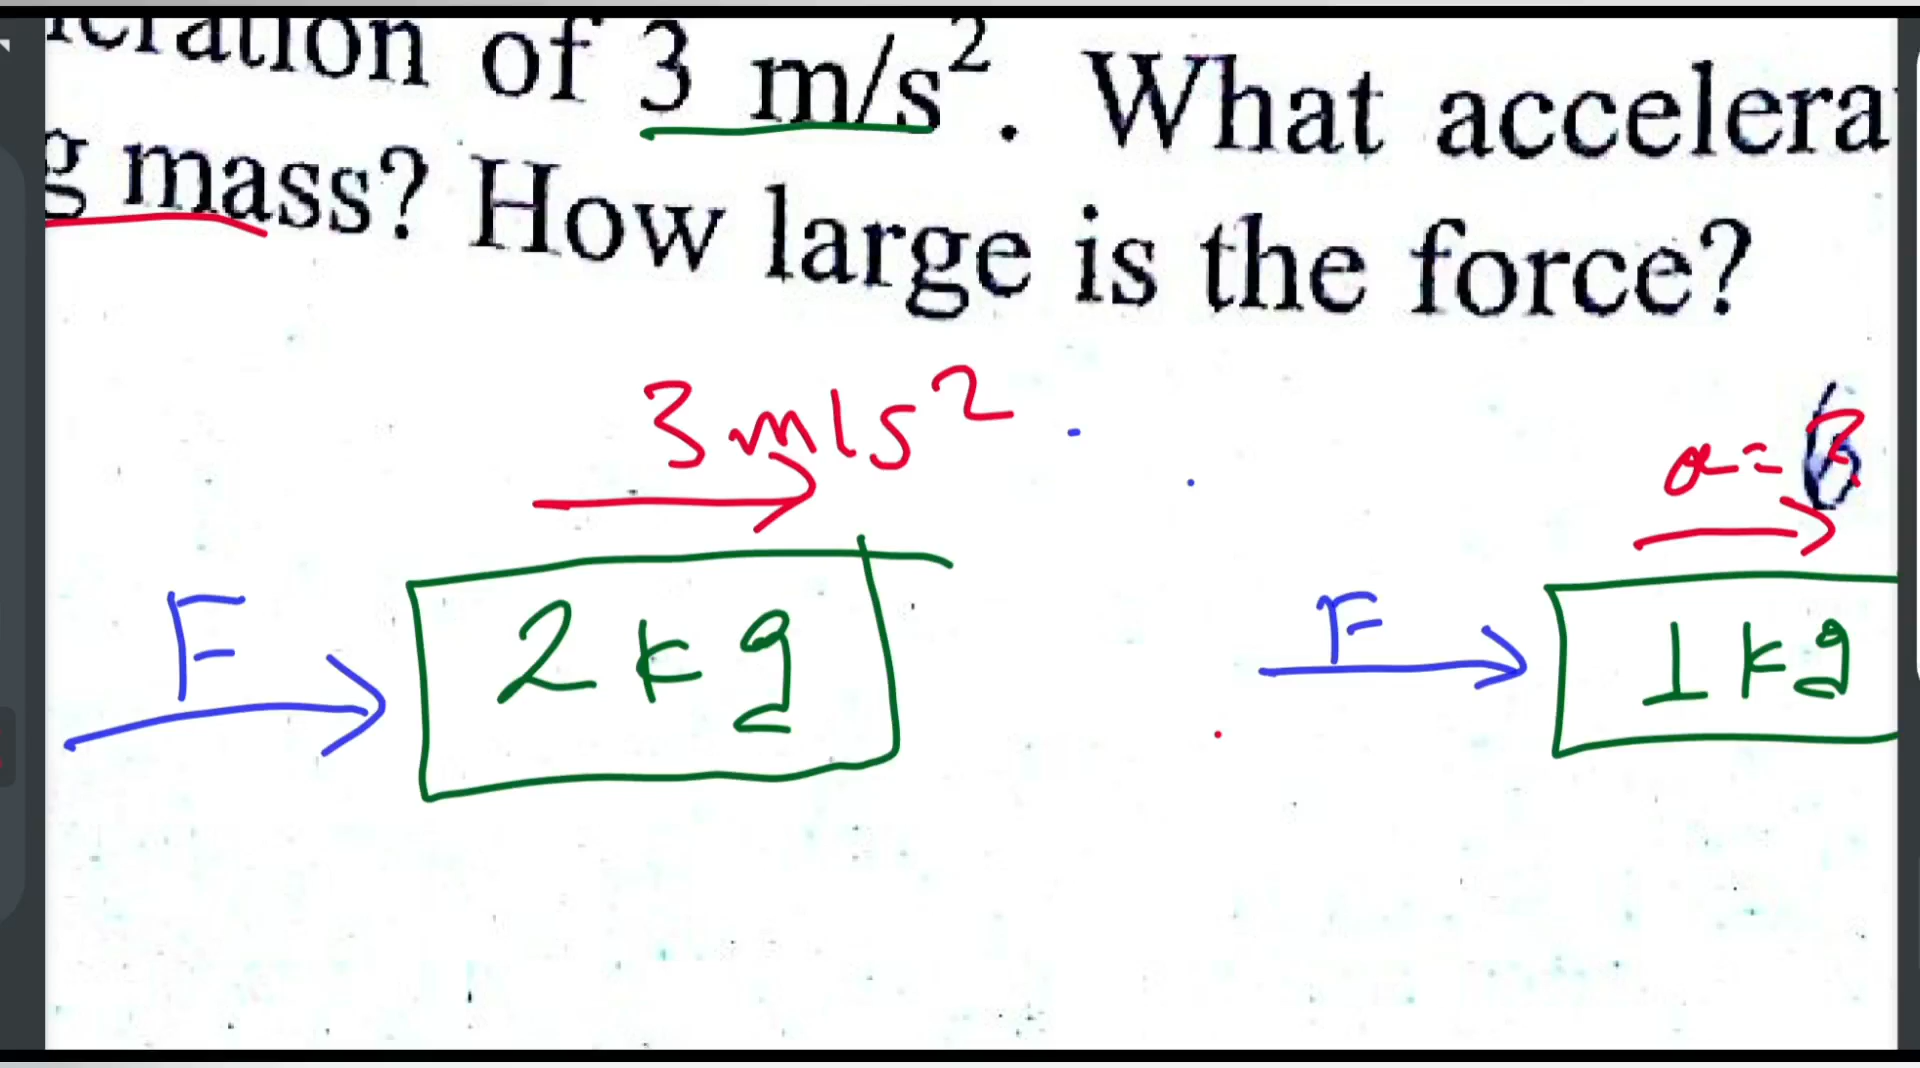 of 3 m/s². What accelera
g mass? How large is the force?
3 m/s²
a = 6
F
2 kg
F
1 kg